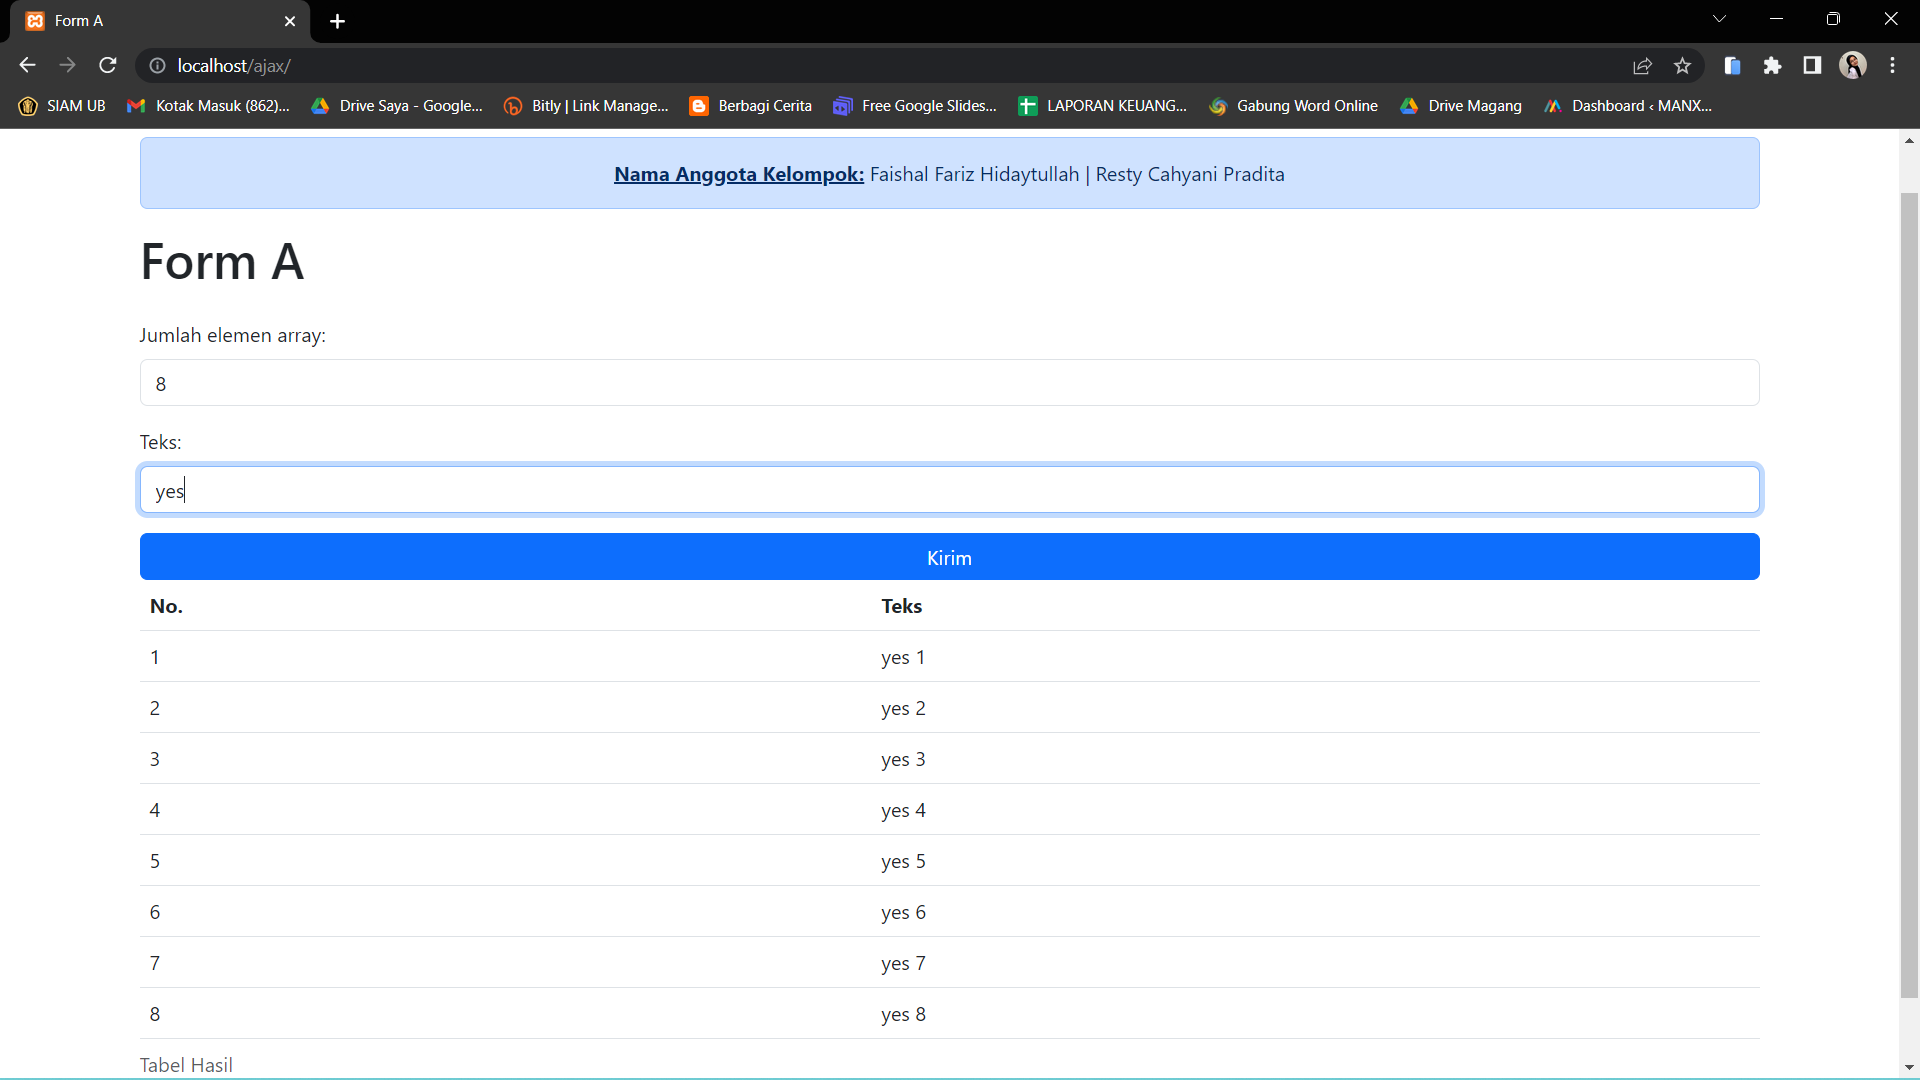 Form A
localhost/ajax/
SIAM UB Kotak Masuk (862)... Drive Saya - Google... Bitly | Link Manage... Berbagi Cerita Free Google Slides... LAPORAN KEUANG... Gabung Word Online Drive Magang Dashboard ‹ MANX...
Nama Anggota Kelompok: Faishal Fariz Hidaytullah | Resty Cahyani Pradita
Form A
Jumlah elemen array:
8
Teks:
yes
Kirim
No. Teks
1 yes 1
2 yes 2
3 yes 3
4 yes 4
5 yes 5
6 yes 6
7 yes 7
8 yes 8
Tabel Hasil